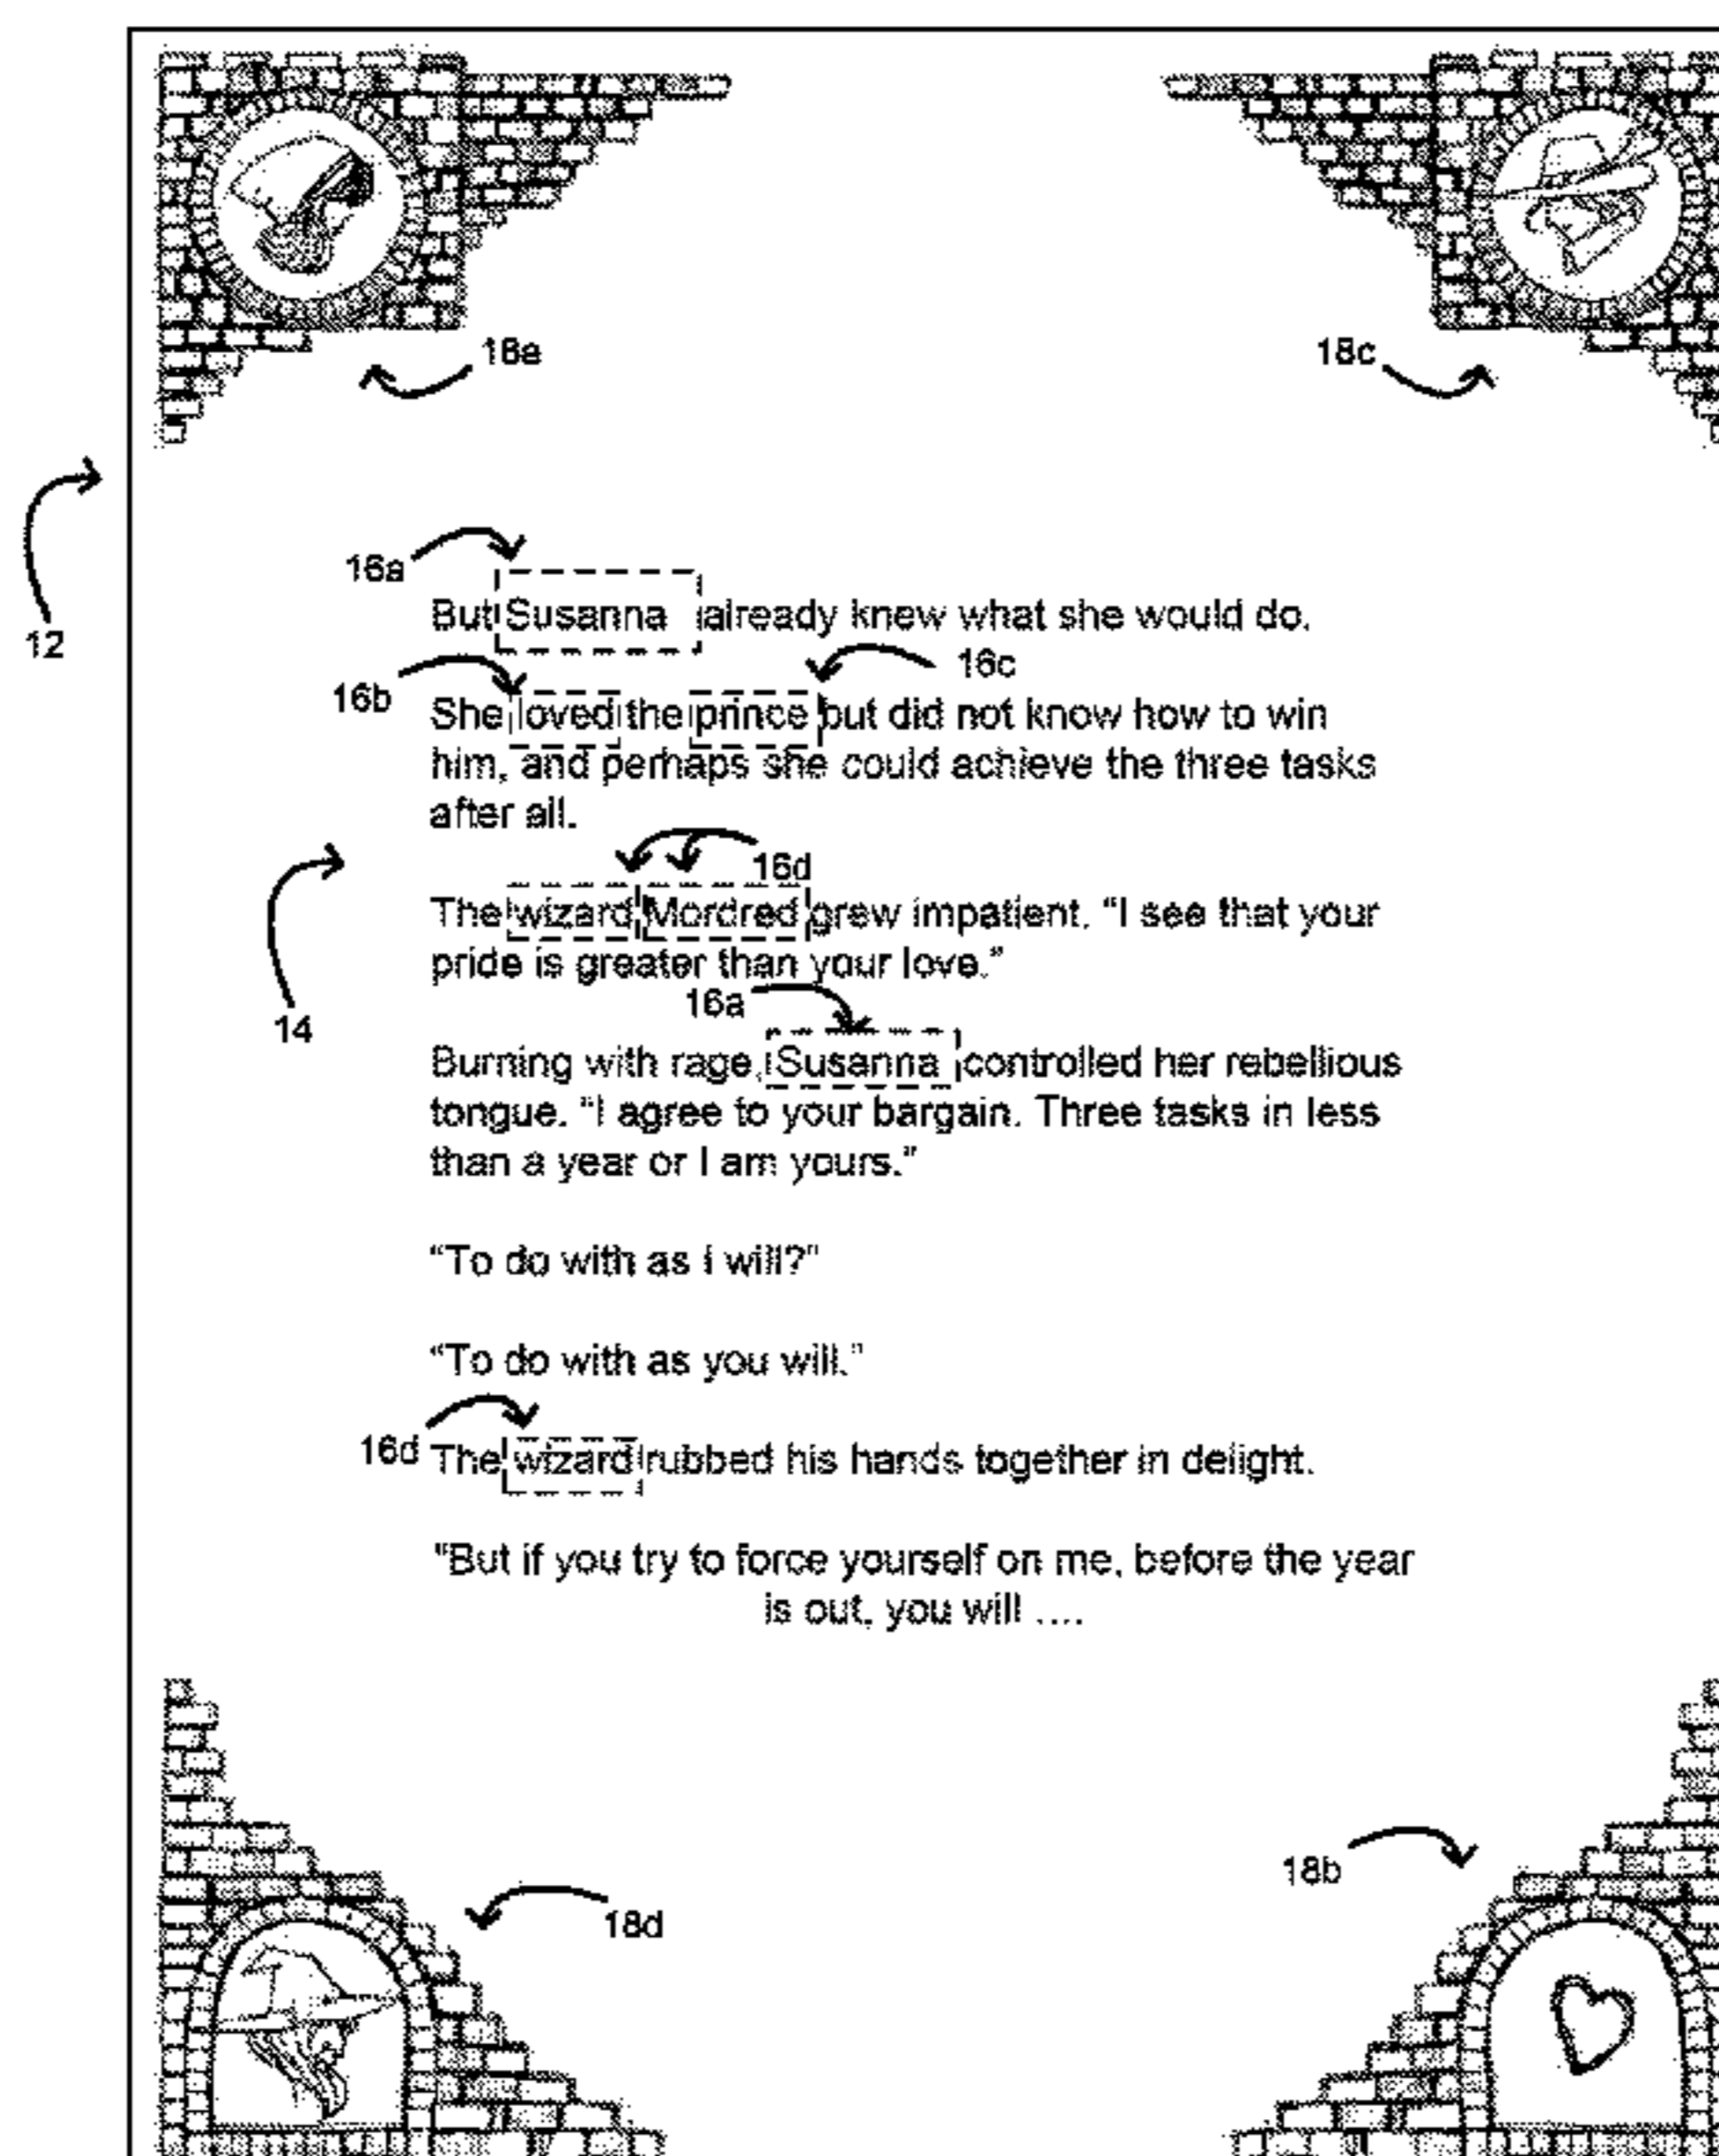 18a
18c
12
16a
But Susanna already knew what she would do.
16b
16c
She loved the prince but did not know how to win
him, and perhaps she could achieve the three tasks
after all.
16d
The wizard Mordred grew impatient. “I see that your
pride is greater than your love.”
14
16a
Burning with rage, Susanna controlled her rebellious
tongue. “I agree to your bargain. Three tasks in less
than a year or I am yours.”
“To do with as I will?”
“To do with as you will.”
16d
The wizard rubbed his hands together in delight.
"But if you try to force yourself on me, before the year
is out, you will ....
18b
18d